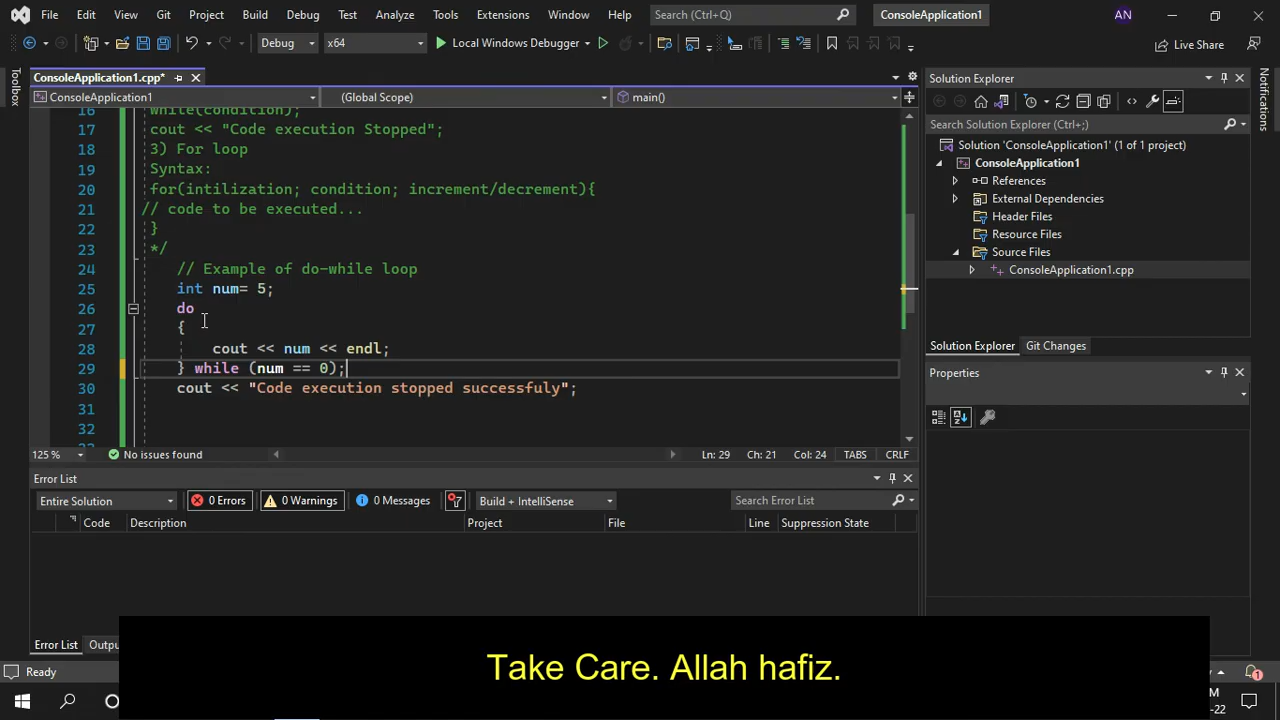 File Edit View Git Project Build Debug Test Analyze Tools Extensions Window Help Search (Ctrl+Q) ConsoleApplication1 AN
Debug x64 Local Windows Debugger Live Share
Toolbox
ConsoleApplication1.cpp*
ConsoleApplication1 (Global Scope) main()
16 while(condition);
17 cout << "Code execution Stopped";
18 3) For loop
19 Syntax:
20 for(intilization; condition; increment/decrement){
21 // code to be executed...
22 }
23 */
24 // Example of do-while loop
25 int num= 5;
26 do
27 {
28 cout << num << endl;
29 } while (num == 0);
30 cout << "Code execution stopped successfuly";
31
32
125 % No issues found Ln: 29 Ch: 21 Col: 24 TABS CRLF
Error List
Entire Solution 0 Errors 0 Warnings 0 Messages Build + IntelliSense Search Error List
Code Description Project File Line Suppression State
Error List
Ready
Solution Explorer
Search Solution Explorer (Ctrl+;)
Solution 'ConsoleApplication1' (1 of 1 project)
ConsoleApplication1
References
External Dependencies
Header Files
Resource Files
Source Files
ConsoleApplication1.cpp
Solution Explorer Git Changes
Properties
Notifications
Take Care. Allah hafiz.
1
M
-22